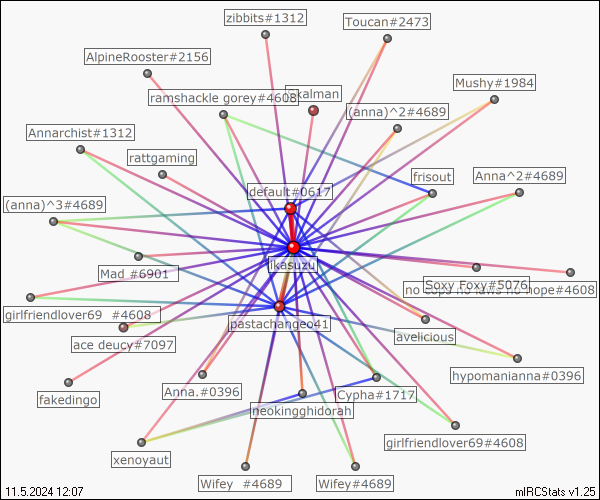 zibbits#1312
Toucan#2473
AlpineRooster#2156
Mushy#1984
ramshackle gorey#4608
kalman
(anna)^2#4689
Annarchist#1312
rattgaming
frisout
Anna^2#4689
default#0617
(anna)^3#4689
ikasuzu
Mad_#6901
Soxy Foxy#5076
no cops no laws no hope#4608
girlfriendlover69 #4608
pastachangeo41
ace deucy#7097
avelicious
hypomanianna#0396
fakedingo
Anna.#0396
Cypha#1717
neokingghidorah
girlfriendlover69#4608
xenoyaut
Wifey #4689
Wifey#4689
11.5.2024 12:07
mIRCStats v1.25